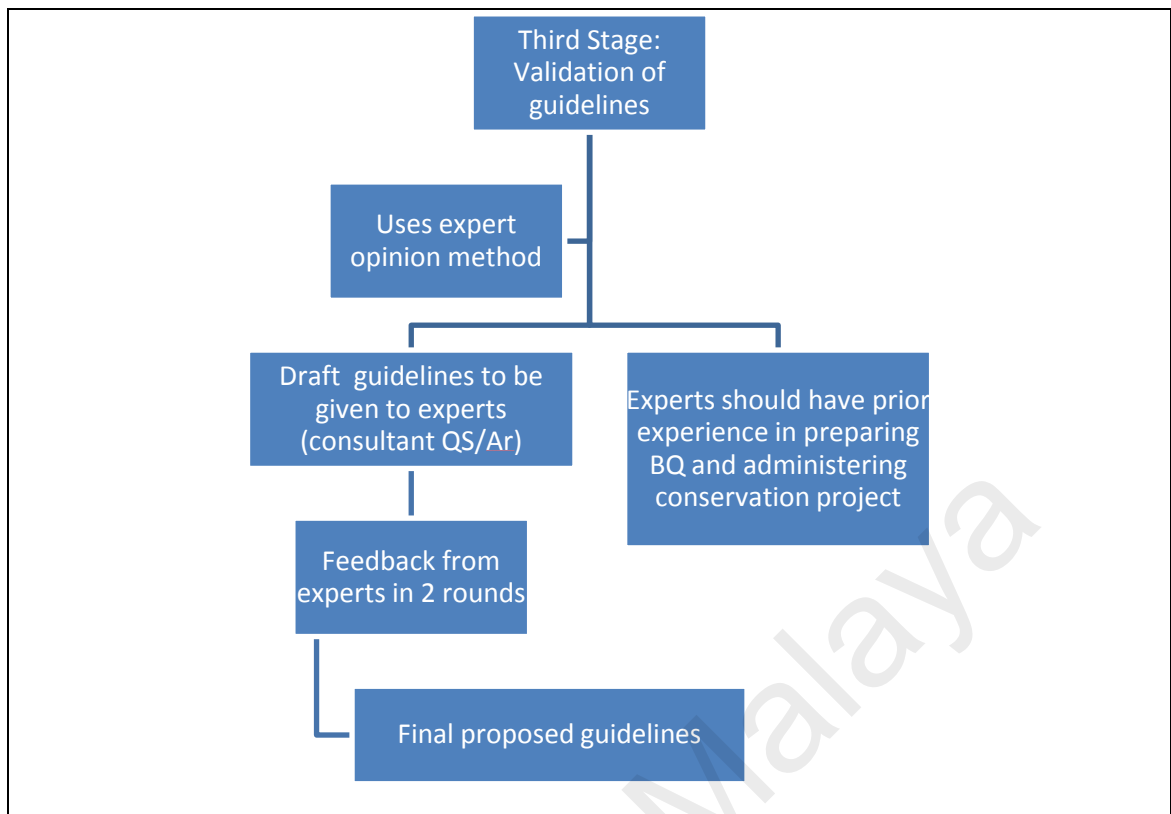 Third Stage:
Validation of
guidelines
Uses expert
opinion method
Draft guidelines to be
given to experts
(consultant QS/Ar)
Experts should have prior
experience in preparing
BQ and administering
conservation project
Feedback from
experts in 2 rounds
Final proposed guidelines
Malaya